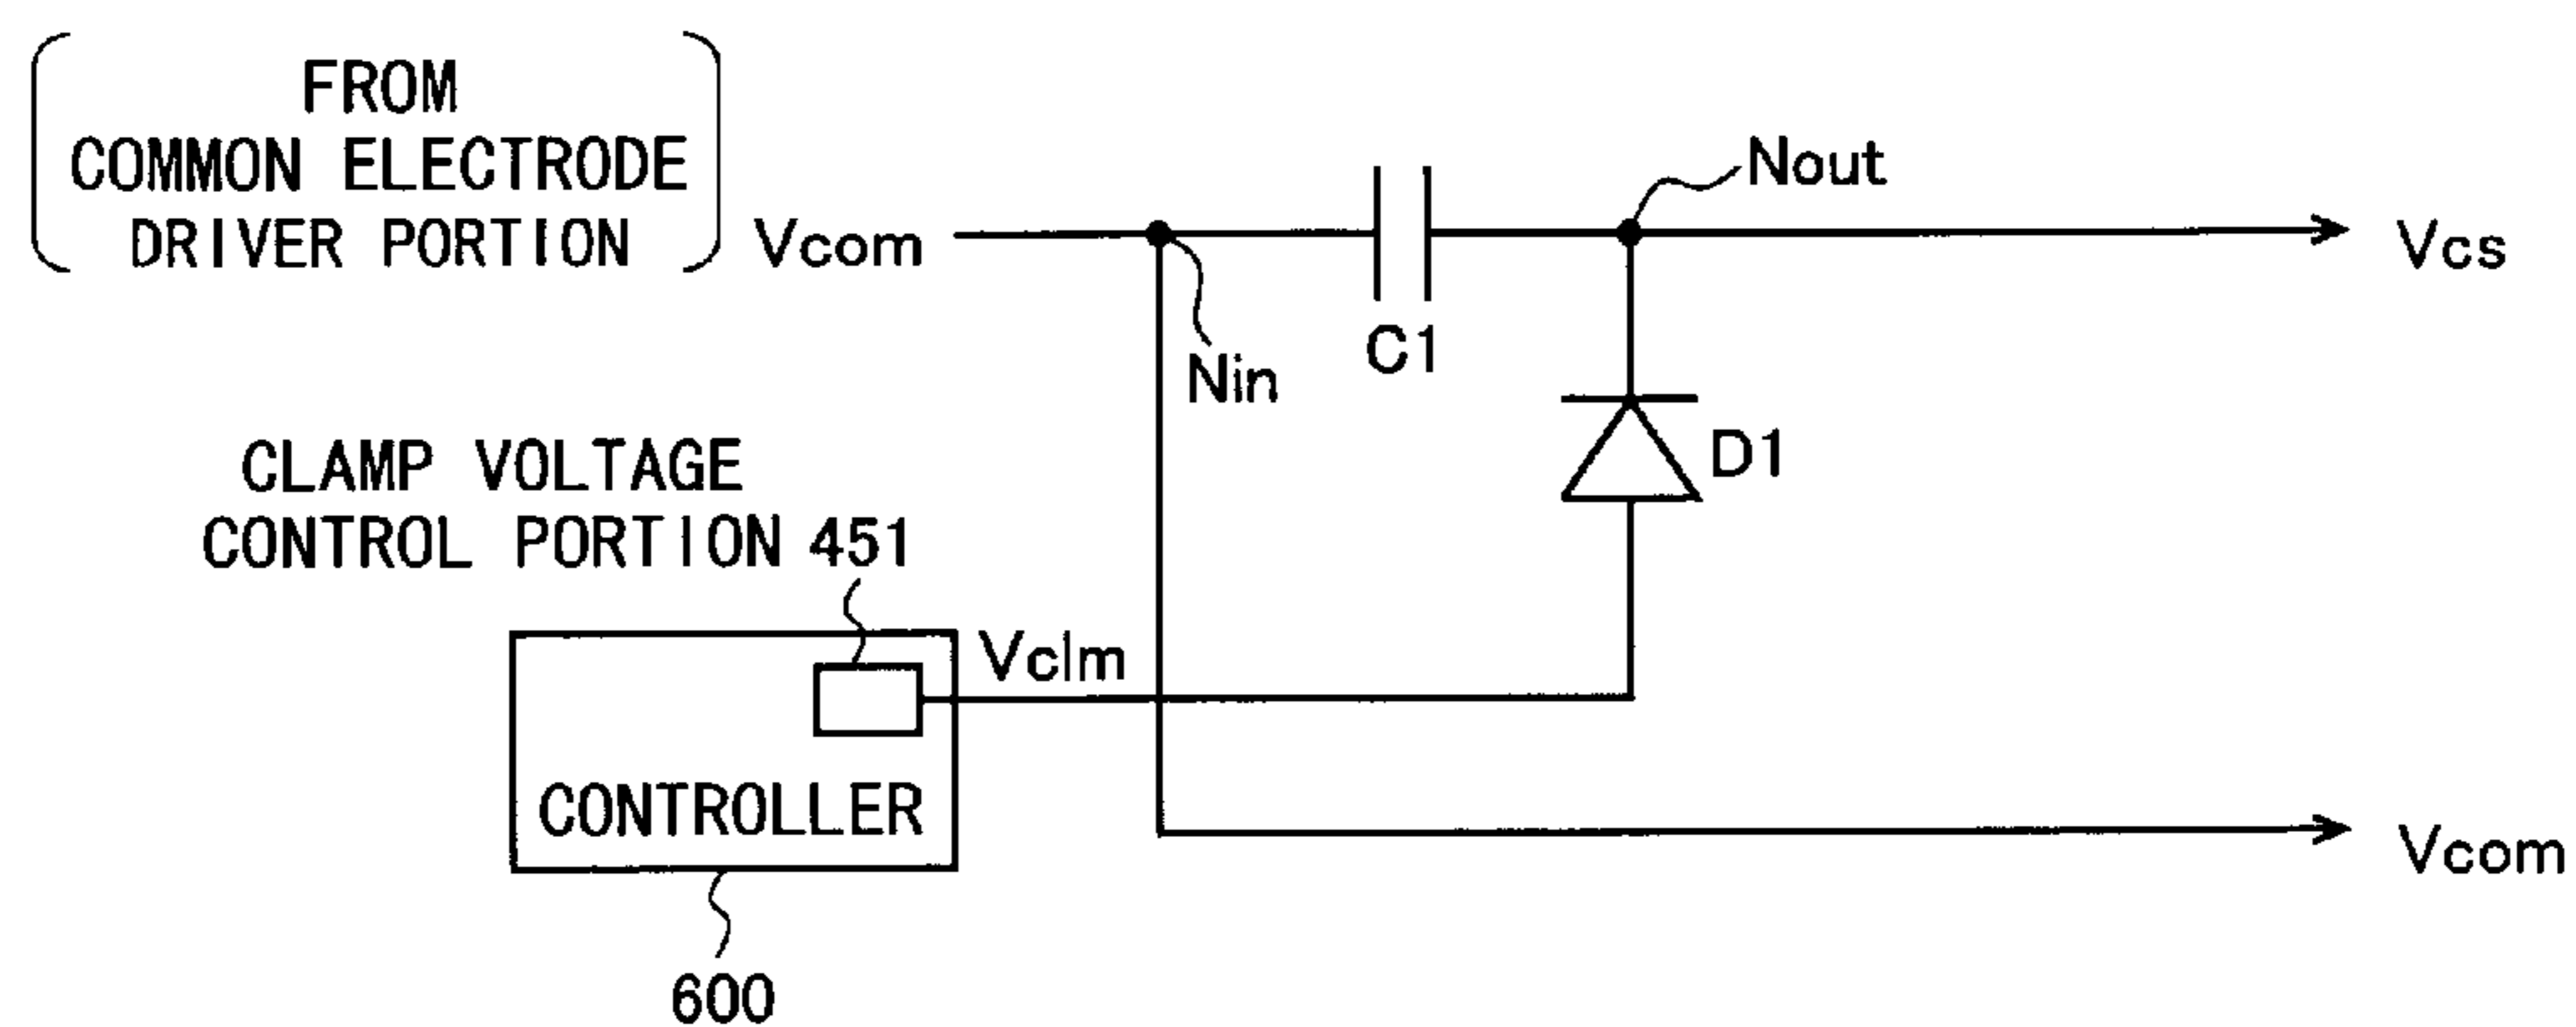 FROM
COMMON ELECTRODE
DRIVER PORTION
Vcom
Nout
Vcs
C1
Nin
D1
CLAMP VOLTAGE
CONTROL PORTION 451
Vclm
CONTROLLER
Vcom
600